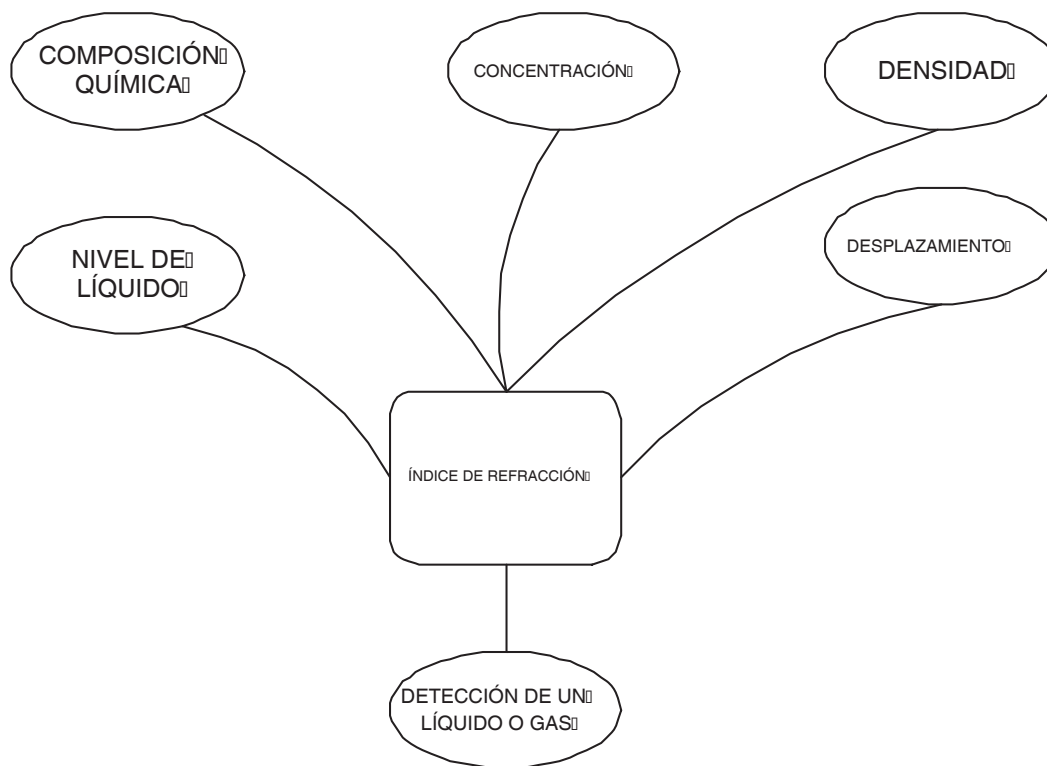 COMPOSICIÓN
QUÍMICA
CONCENTRACIÓN
DENSIDAD
NIVEL DE
LÍQUIDO
DESPLAZAMIENTO
ÍNDICE DE REFRACCIÓN
DETECCIÓN DE UN
LÍQUIDO O GAS